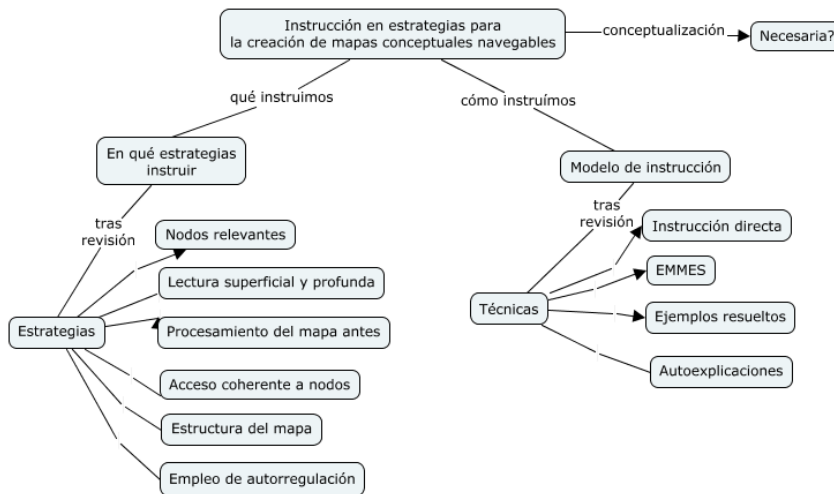 Instrucción en estrategias para
la creación de mapas conceptuales navegables
conceptualización
Necesaria?
qué instruimos
cómo instruímos
En qué estrategias
instruir
Modelo de instrucción
tras
revisión
tras
revisión
Nodos relevantes
Lectura superficial y profunda
Estrategias
Procesamiento del mapa antes
Acceso coherente a nodos
Estructura del mapa
Empleo de autorregulación
Instrucción directa
EMMES
Técnicas
Ejemplos resueltos
Autoexplicaciones